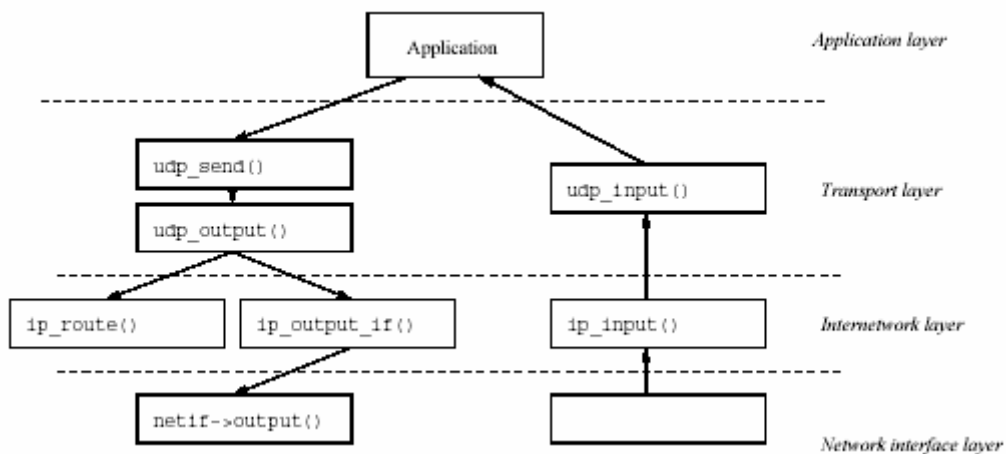 Application
Application layer
udp_send()
udp_input()
Transport layer
udp_output()
ip_route()
ip_output_if()
ip_input()
Internetwork layer
netif->output()
Network interface layer